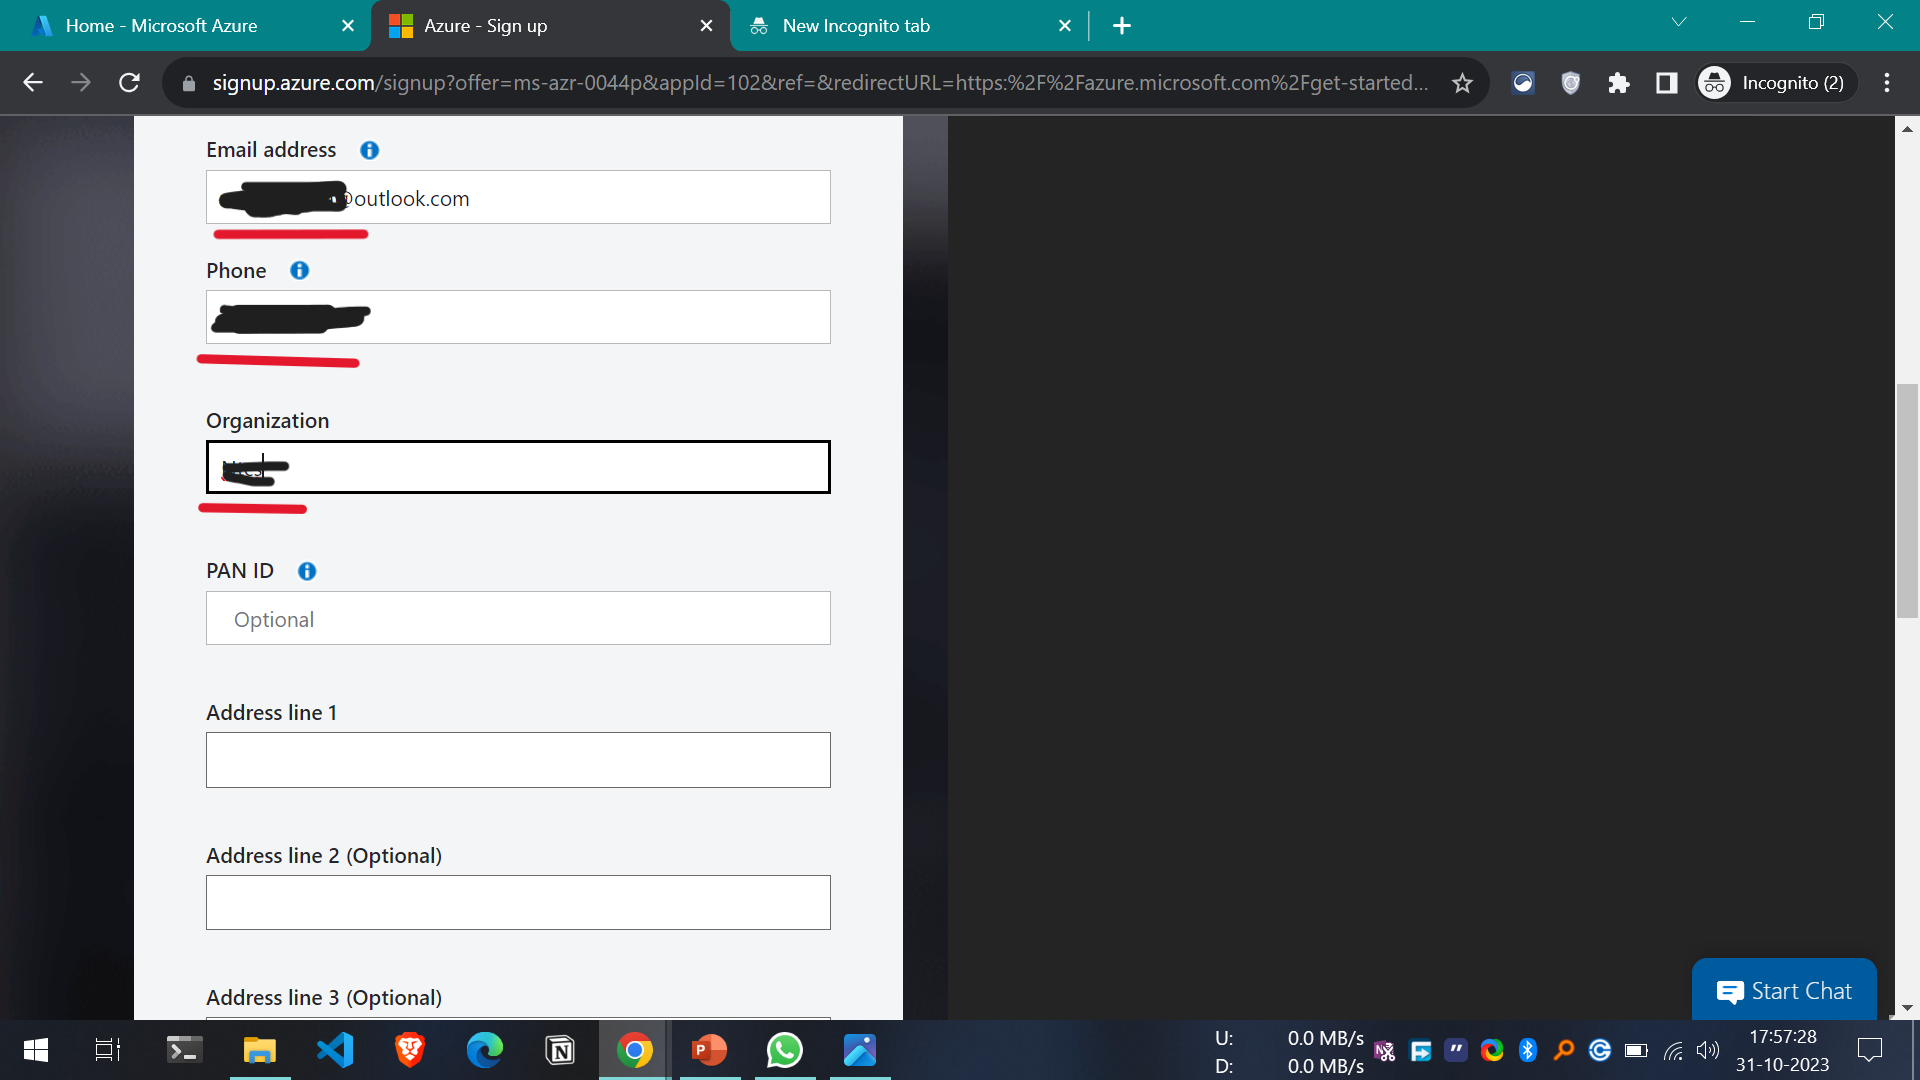 Home - Microsoft Azure
Azure - Sign up
New Incognito tab
signup.azure.com/signup?offer=ms-azr-0044p&appId=102&ref=&redirectURL=https:%2F%2Fazure.microsoft.com%2Fget-started...
Incognito (2)
Email address
@outlook.com
Phone
Organization
PAN ID
Optional
Address line 1
Address line 2 (Optional)
Address line 3 (Optional)
Start Chat
U: 0.0 MB/s
D: 0.0 MB/s
17:57:28
31-10-2023